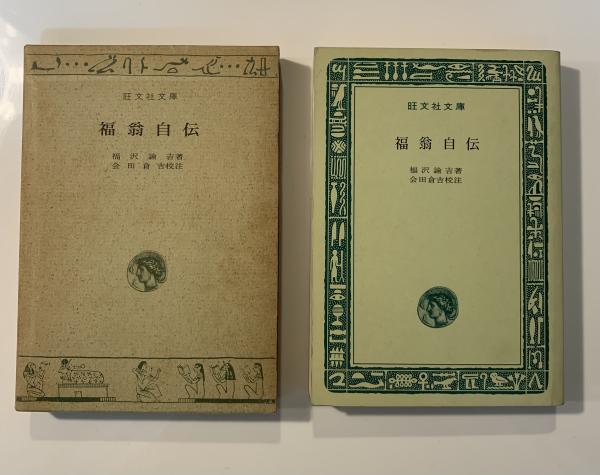 旺文社文庫
福翁自伝
福沢諭吉著
会田倉吉校注
旺文社文庫
福翁自伝
福沢諭吉著
会田倉吉校注